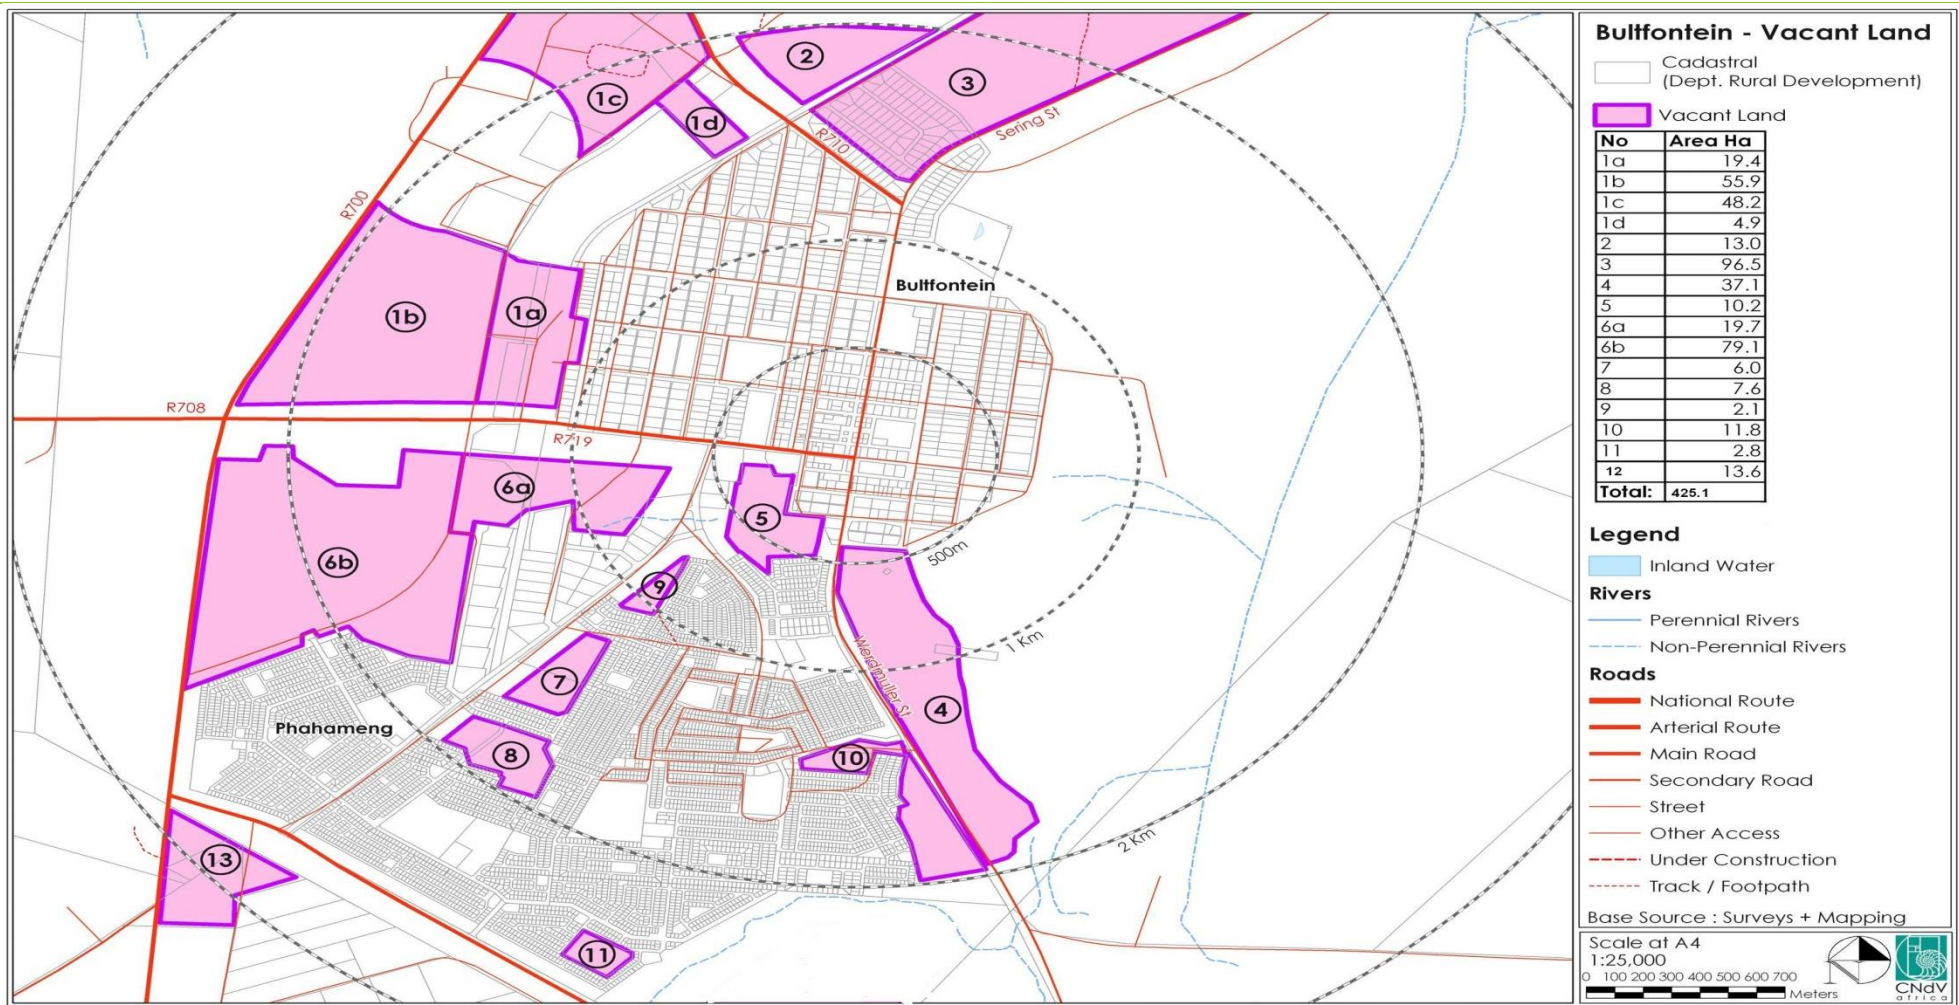 2
3
1c
1d
R710
Sering St
R700
Bultfontein
1b
1a
R708
R719
6a
5
6b
500m
9
1 Km
Werdmuller St
7
4
Phahameng
8
10
2 Km
13
11
Bultfontein - Vacant Land
Cadastral
(Dept. Rural Development)
Vacant Land
No Area Ha
1a 19.4
1b 55.9
1c 48.2
1d 4.9
2 13.0
3 96.5
4 37.1
5 10.2
6a 19.7
6b 79.1
7 6.0
8 7.6
9 2.1
10 11.8
11 2.8
12 13.6
Total: 425.1
Legend
Inland Water
Rivers
Perennial Rivers
Non-Perennial Rivers
Roads
National Route
Arterial Route
Main Road
Secondary Road
Street
Other Access
Under Construction
Track / Footpath
Base Source : Surveys + Mapping
Scale at A4
1:25,000
0 100 200 300 400 500 600 700
Meters
CNdV
africa